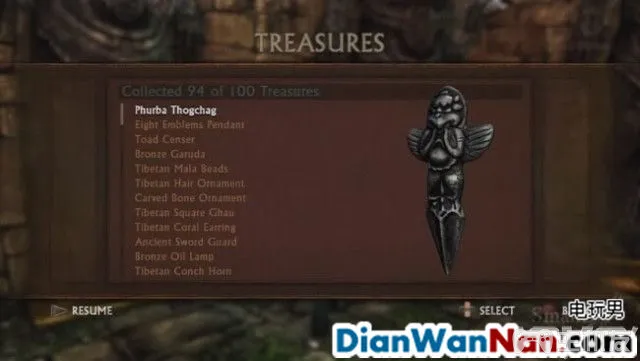 TREASURES
Collected 94 of 100 Treasures
Phurba Thogchag
Eight Emblems Pendant
Toad Censer
Bronze Garuda
Tibetan Mala Beads
Tibetan Hair Ornament
Carved Bone Ornament
Tibetan Square Ghau
Tibetan Coral Earring
Ancient Sword Guard
Bronze Oil Lamp
Tibetan Conch Horn
RESUME
SELECT
电玩男
DianWanNan.com